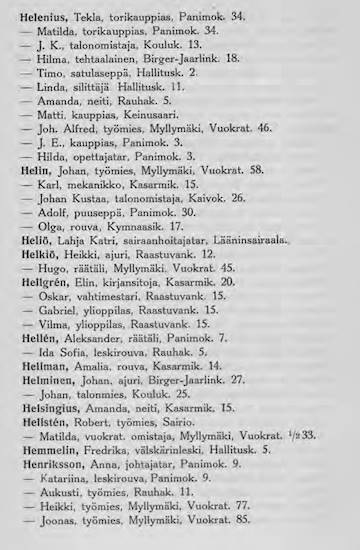 Helenius, Tekla, torikauppias, Panimok. 34.
— Matilda, torikauppias, Panimok. 34.
— J. K., talonomistaja, Kouluk. 13.
— Hilma, tehtaalainen, Birger-Jaarlink. 18.
— Timo, satulaseppä, Hallitusk. 2.
— Linda, silittäjä Hallitusk. 11.
— Amanda, neiti, Rauhak. 5.
— Matti, kauppias, Keinusaari.
— Joh. Alfred, työmies, Myllymäki, Vuokrat. 46.
— J. E., kauppias, Panimok. 3.
— Hilda, opettajatar, Panimok. 3.
Helin, Johan, työmies, Myllymäki, Vuokrat. 58.
— Karl, mekanikko, Kasarmik. 15.
— Johan Kustaa, talonomistaja, Kaivok. 26.
— Adolf, puuseppä, Panimok. 30.
— Olga, rouva, Kymnaasik. 17.
Heliö, Lahja Katri, sairaanhoitajatar, Lääninsairaala.
Helkiö, Heikki, ajuri, Raastuvank. 12.
— Hugo, räätäli, Myllymäki, Vuokrat. 45.
Hellgrén, Elin, kirjansitoja, Kasarmik. 20.
— Oskar, vahtimestari, Raastuvank. 15.
— Gabriel, ylioppilas, Raastuvank. 15.
— Vilma, ylioppilas, Raastuvank. 15.
Hellén, Aleksander, räätäli, Panimok. 7.
— Ida Sofia, leskirouva, Rauhak. 5.
Hellman, Amalia, rouva, Kasarmik. 14.
Helminen, Johan, ajuri, Birger-Jaarlink. 27.
— Johan, talonmies, Kouluk. 25.
Helsingius, Amanda, neiti, Kasarmik. 15.
Hellstén, Robert, työmies, Sairio.
— Matilda, vuokrat. omistaja, Myllymäki, Vuokrat. 1/2 33.
Hemmelin, Fredrika, välskärinleski, Hallitusk. 5.
Henriksson, Anna, johtajatar, Panimok. 9.
— Katariina, leskirouva, Panimok. 9.
— Aukusti, työmies, Rauhak. 11.
— Heikki, työmies, Myllymäki, Vuokrat. 77.
— Joonas, työmies, Myllymäki, Vuokrat. 85.